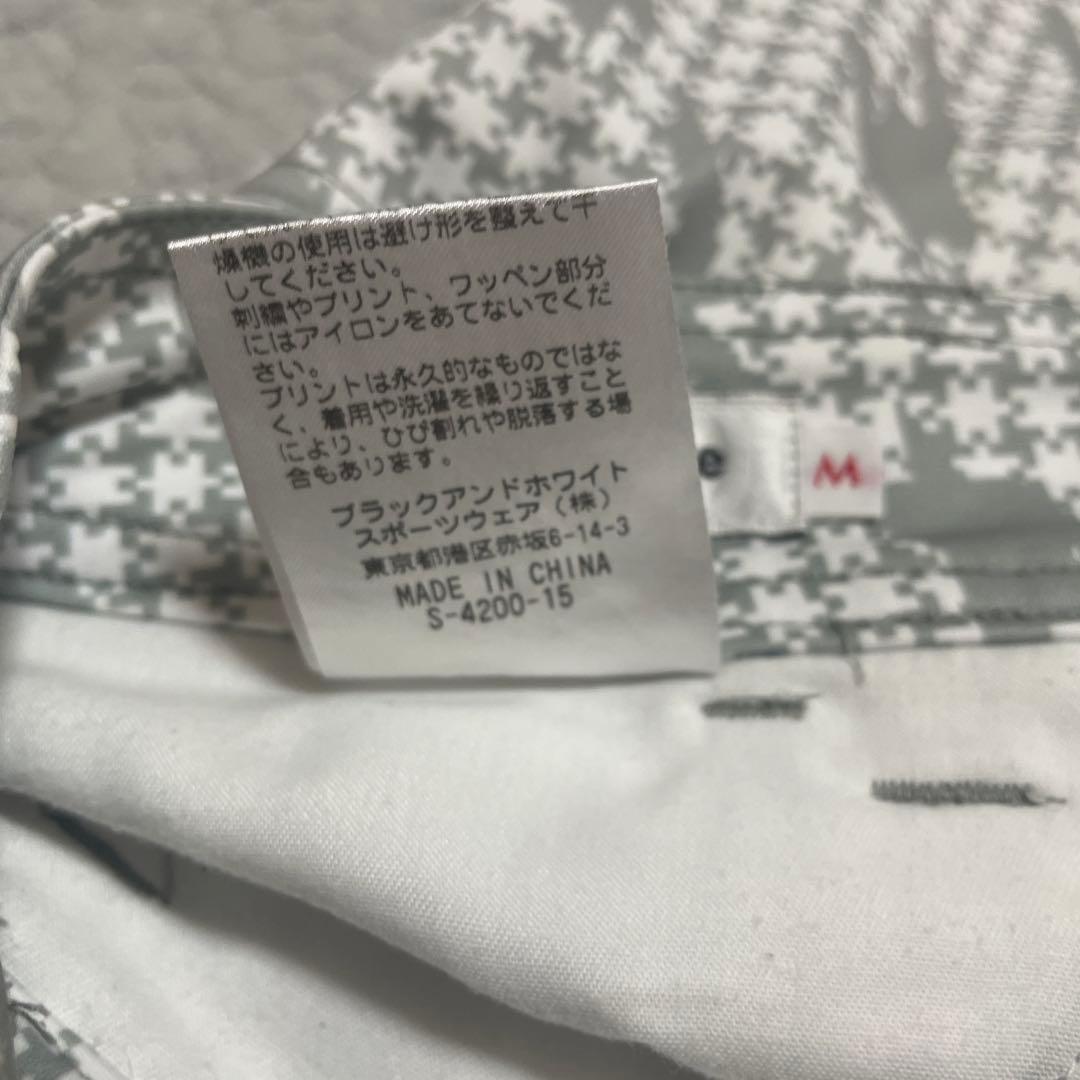 燥機の使用は避け形を整えて干
してください。
刺繍やプリント、ワッペン部分
にはアイロンをあてないでくだ
さい。
プリントは永久的なものではな
く、着用や洗濯を繰り返すこと
により、ひび割れや脱落する場
合もあります。
ブラックアンドホワイト
スポーツウェア（株）
東京都港区赤坂6-14-3
MADE IN CHINA
S-4200-15
e
M